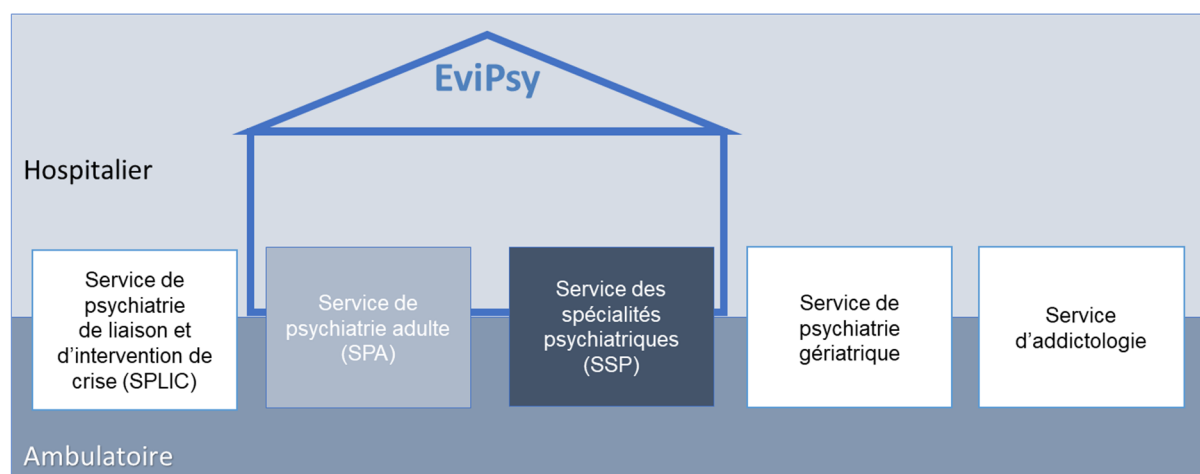 EviPsy
Hospitalier
Service de
psychiatrie
de liaison et
d’intervention de
crise (SPLIC)
Service de
psychiatrie adulte
(SPA)
Service des
spécialités
psychiatriques
(SSP)
Service de
psychiatrie
gériatrique
Service
d’addictologie
Ambulatoire